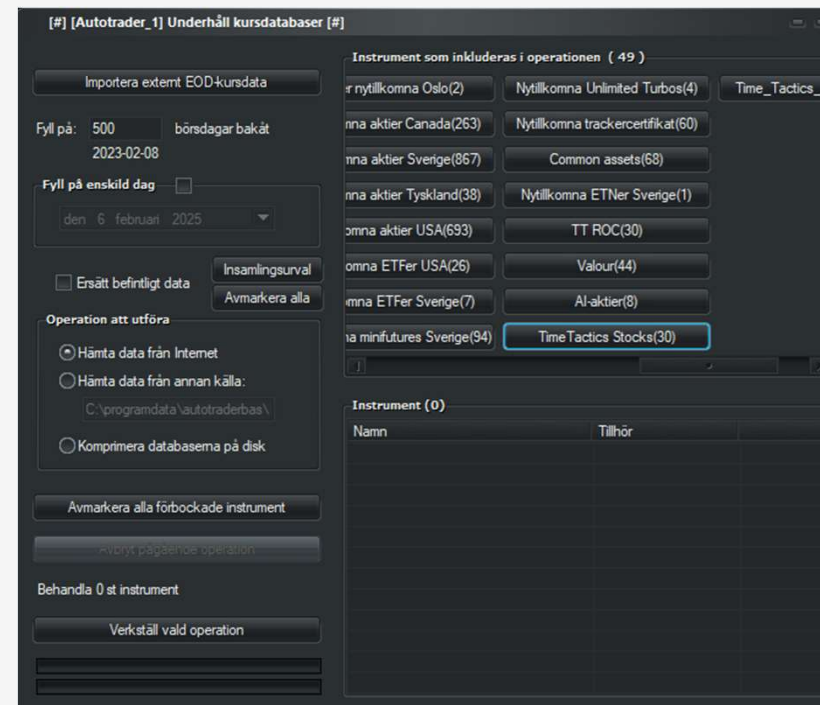 [#] [Autotrader_1] Underhåll kursdatabaser [#]
Importera externt EOD-kursdata
Fyll på: 500 börsdagar bakåt
2023-02-08
Fyll på enskild dag
den 6 februari 2025
Ersätt befintligt data
Insamlingsurval
Avmarkera alla
Operation att utföra
Hämta data från Internet
Hämta data från annan källa:
C:\programdata\autotraderbas\
Komprimera databaserna på disk
Avmarkera alla förbockade instrument
Avbryt pågående operation
Behandla 0 st instrument
Verkställ vald operation
Instrument som inkluderas i operationen ( 49 )
er nytillkomna Oslo(2) Nytillkomna Unlimited Turbos(4) Time_Tactics_
mna aktier Canada(263) Nytillkomna trackercertifikat(60)
mna aktier Sverige(867) Common assets(68)
mna aktier Tyskland(38) Nytillkomna ETNer Sverige(1)
omna aktier USA(693) TT ROC(30)
omna ETFer USA(26) Valour(44)
mna ETFer Sverige(7) AI-aktier(8)
na minifutures Sverige(94) TimeTactics Stocks(30)
Instrument (0)
Namn Tillhör